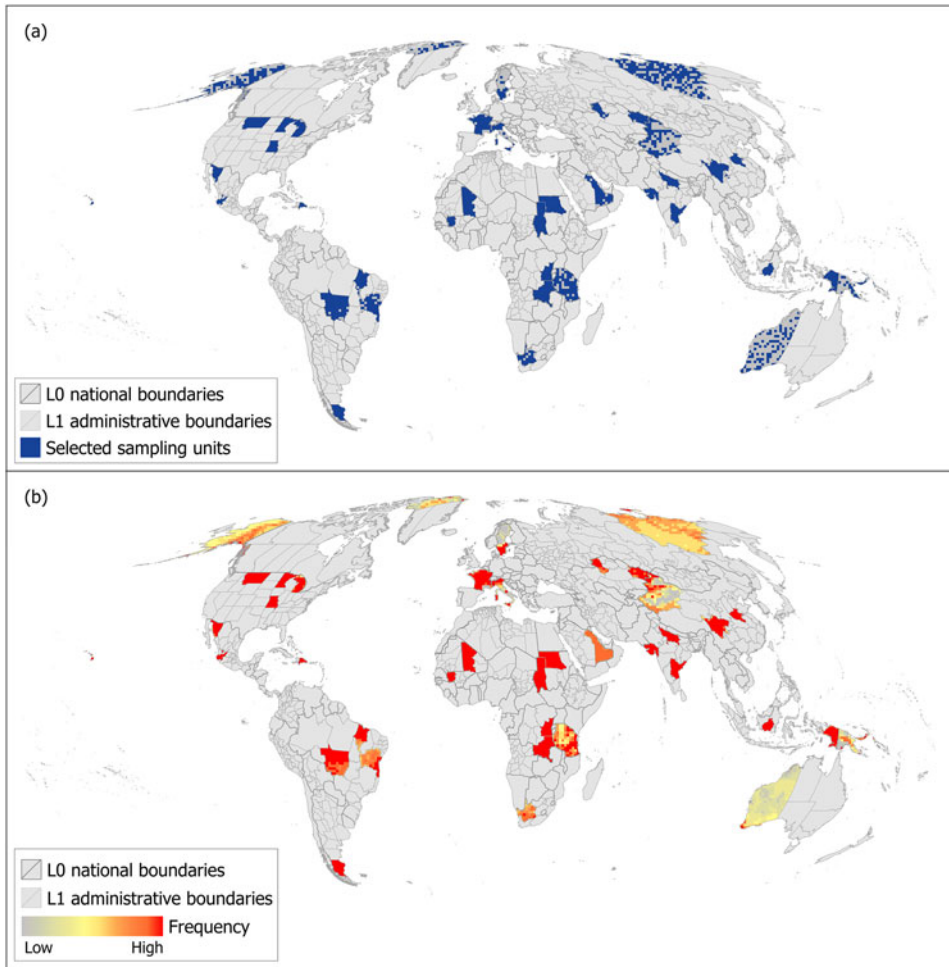 (a)
L0 national boundaries
L1 administrative boundaries
Selected sampling units
(b)
L0 national boundaries
L1 administrative boundaries
Frequency
Low High